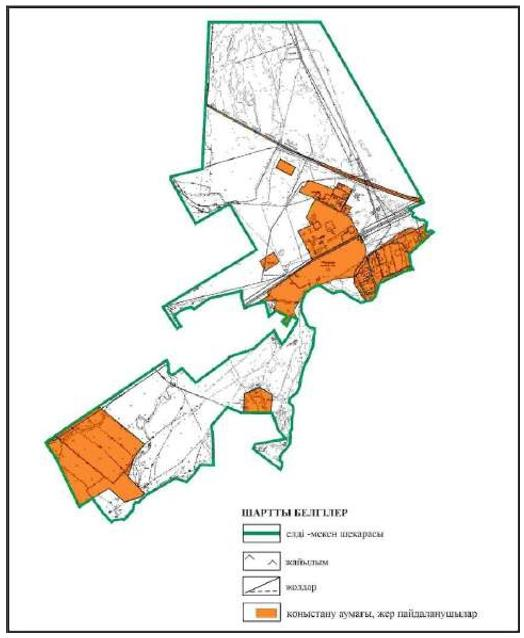 ШАРТТЫ БЕЛГІЛЕР
елді -мекен шекарасы
жайылым
жолдар
қоныстану аумағы, жер пайдаланушылар